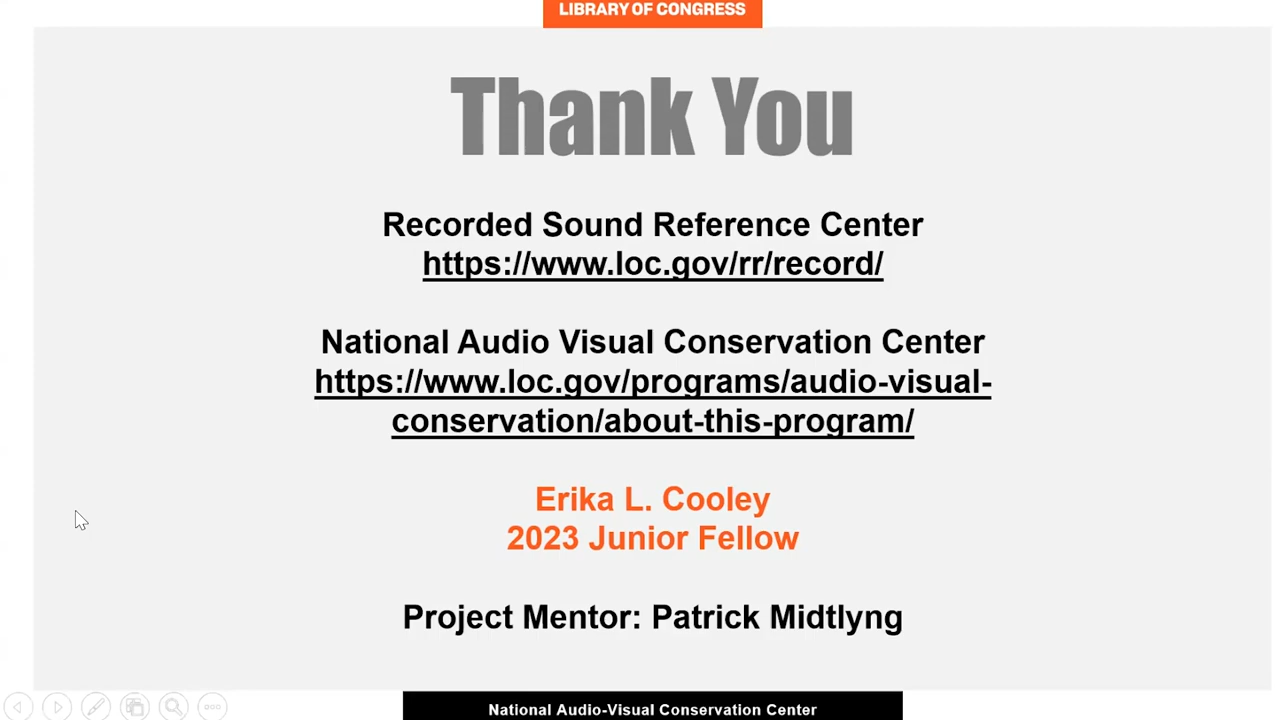 LIBRARY OF CONGRESS
Thank You
Recorded Sound Reference Center
https://www.loc.gov/rr/record/
National Audio Visual Conservation Center
https://www.loc.gov/programs/audio-visual-
conservation/about-this-program/
Erika L. Cooley
2023 Junior Fellow
Project Mentor: Patrick Midtlyng
National Audio-Visual Conservation Center